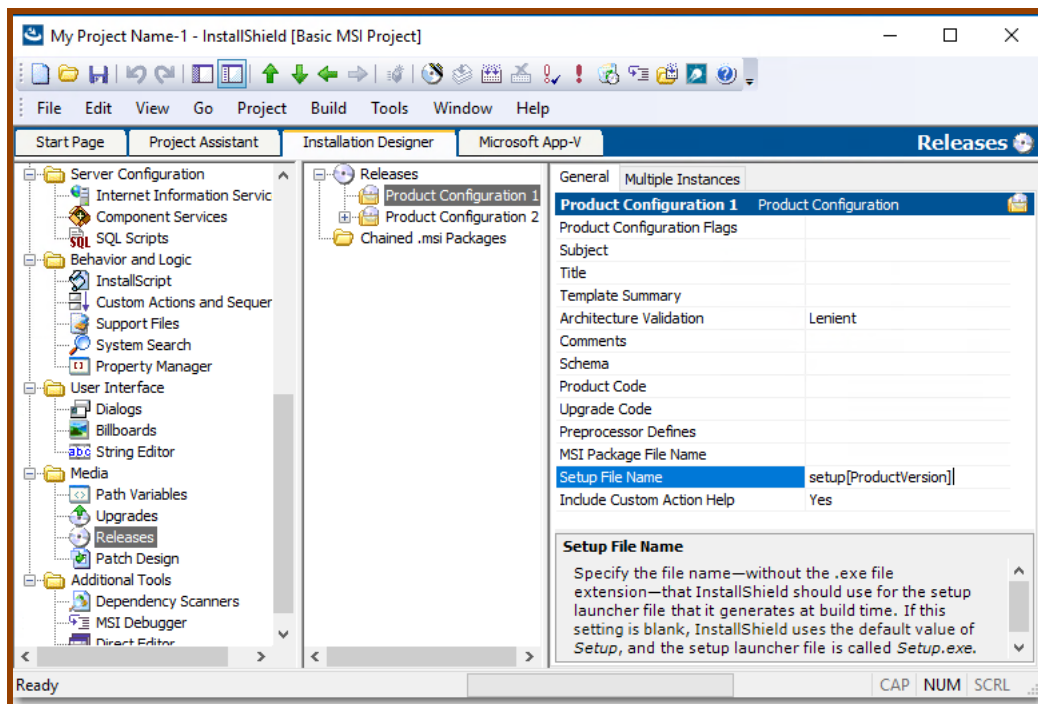 My Project Name-1 - InstallShield [Basic MSI Project]
File Edit View Go Project Build Tools Window Help
Start Page Project Assistant Installation Designer Microsoft App-V Releases
Server Configuration
Internet Information Servic
Component Services
SQL Scripts
Behavior and Logic
InstallScript
Custom Actions and Sequer
Support Files
System Search
Property Manager
User Interface
Dialogs
Billboards
String Editor
Media
Path Variables
Upgrades
Releases
Patch Design
Additional Tools
Dependency Scanners
MSI Debugger
Direct Editor
Releases
Product Configuration 1
Product Configuration 2
Chained .msi Packages
General Multiple Instances
Product Configuration 1 Product Configuration
Product Configuration Flags
Subject
Title
Template Summary
Architecture Validation Lenient
Comments
Schema
Product Code
Upgrade Code
Preprocessor Defines
MSI Package File Name
Setup File Name setup[ProductVersion]
Include Custom Action Help Yes
Setup File Name
Specify the file name—without the .exe file
extension—that InstallShield should use for the setup
launcher file that it generates at build time. If this
setting is blank, InstallShield uses the default value of
Setup, and the setup launcher file is called Setup.exe.
Ready CAP NUM SCRL